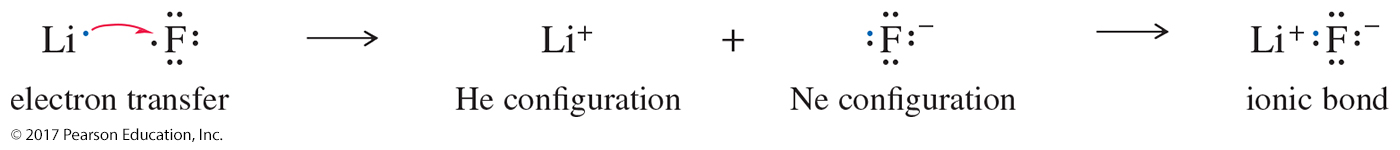 Li· ·F̈: ⟶ Li⁺ + :F̈:⁻ ⟶ Li⁺ :F̈:⁻
electron transfer He configuration Ne configuration ionic bond
© 2017 Pearson Education, Inc.